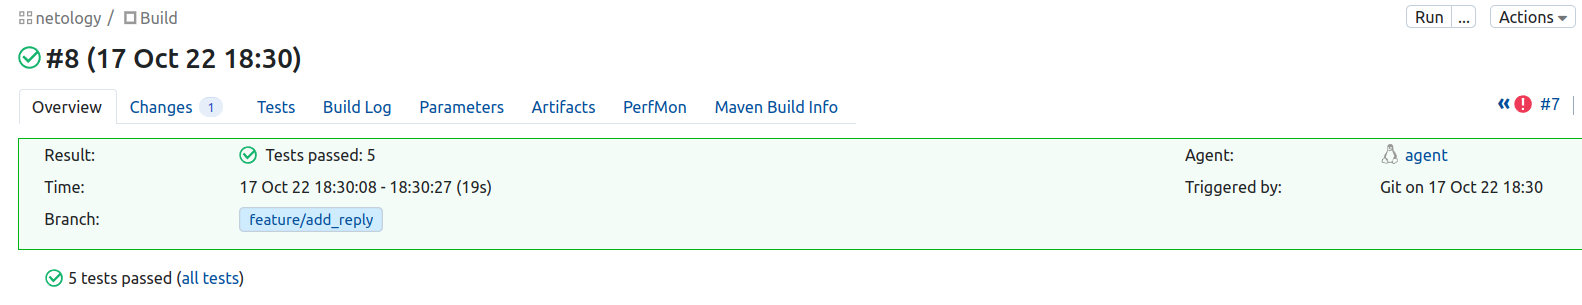 netology / Build Run ... Actions
#8 (17 Oct 22 18:30)
Overview Changes 1 Tests Build Log Parameters Artifacts PerfMon Maven Build Info « #7
Result: Tests passed: 5 Agent: agent
Time: 17 Oct 22 18:30:08 - 18:30:27 (19s) Triggered by: Git on 17 Oct 22 18:30
Branch: feature/add_reply
5 tests passed (all tests)